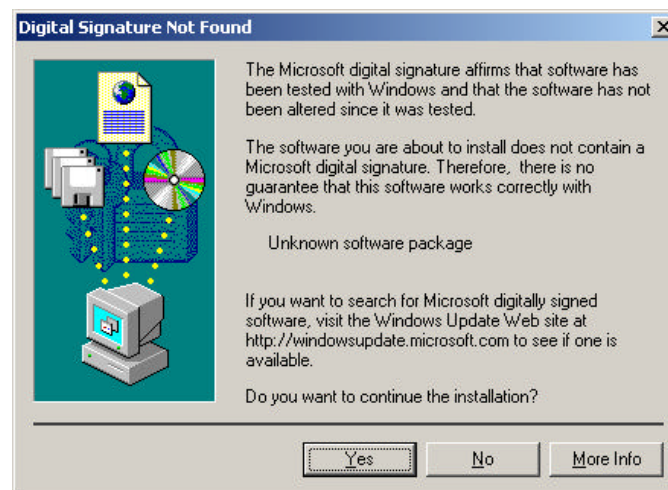 Digital Signature Not Found
The Microsoft digital signature affirms that software has
been tested with Windows and that the software has not
been altered since it was tested.
The software you are about to install does not contain a
Microsoft digital signature. Therefore, there is no
guarantee that this software works correctly with
Windows.
Unknown software package
If you want to search for Microsoft digitally signed
software, visit the Windows Update Web site at
http://windowsupdate.microsoft.com to see if one is
available.
Do you want to continue the installation?
Yes
No
More Info